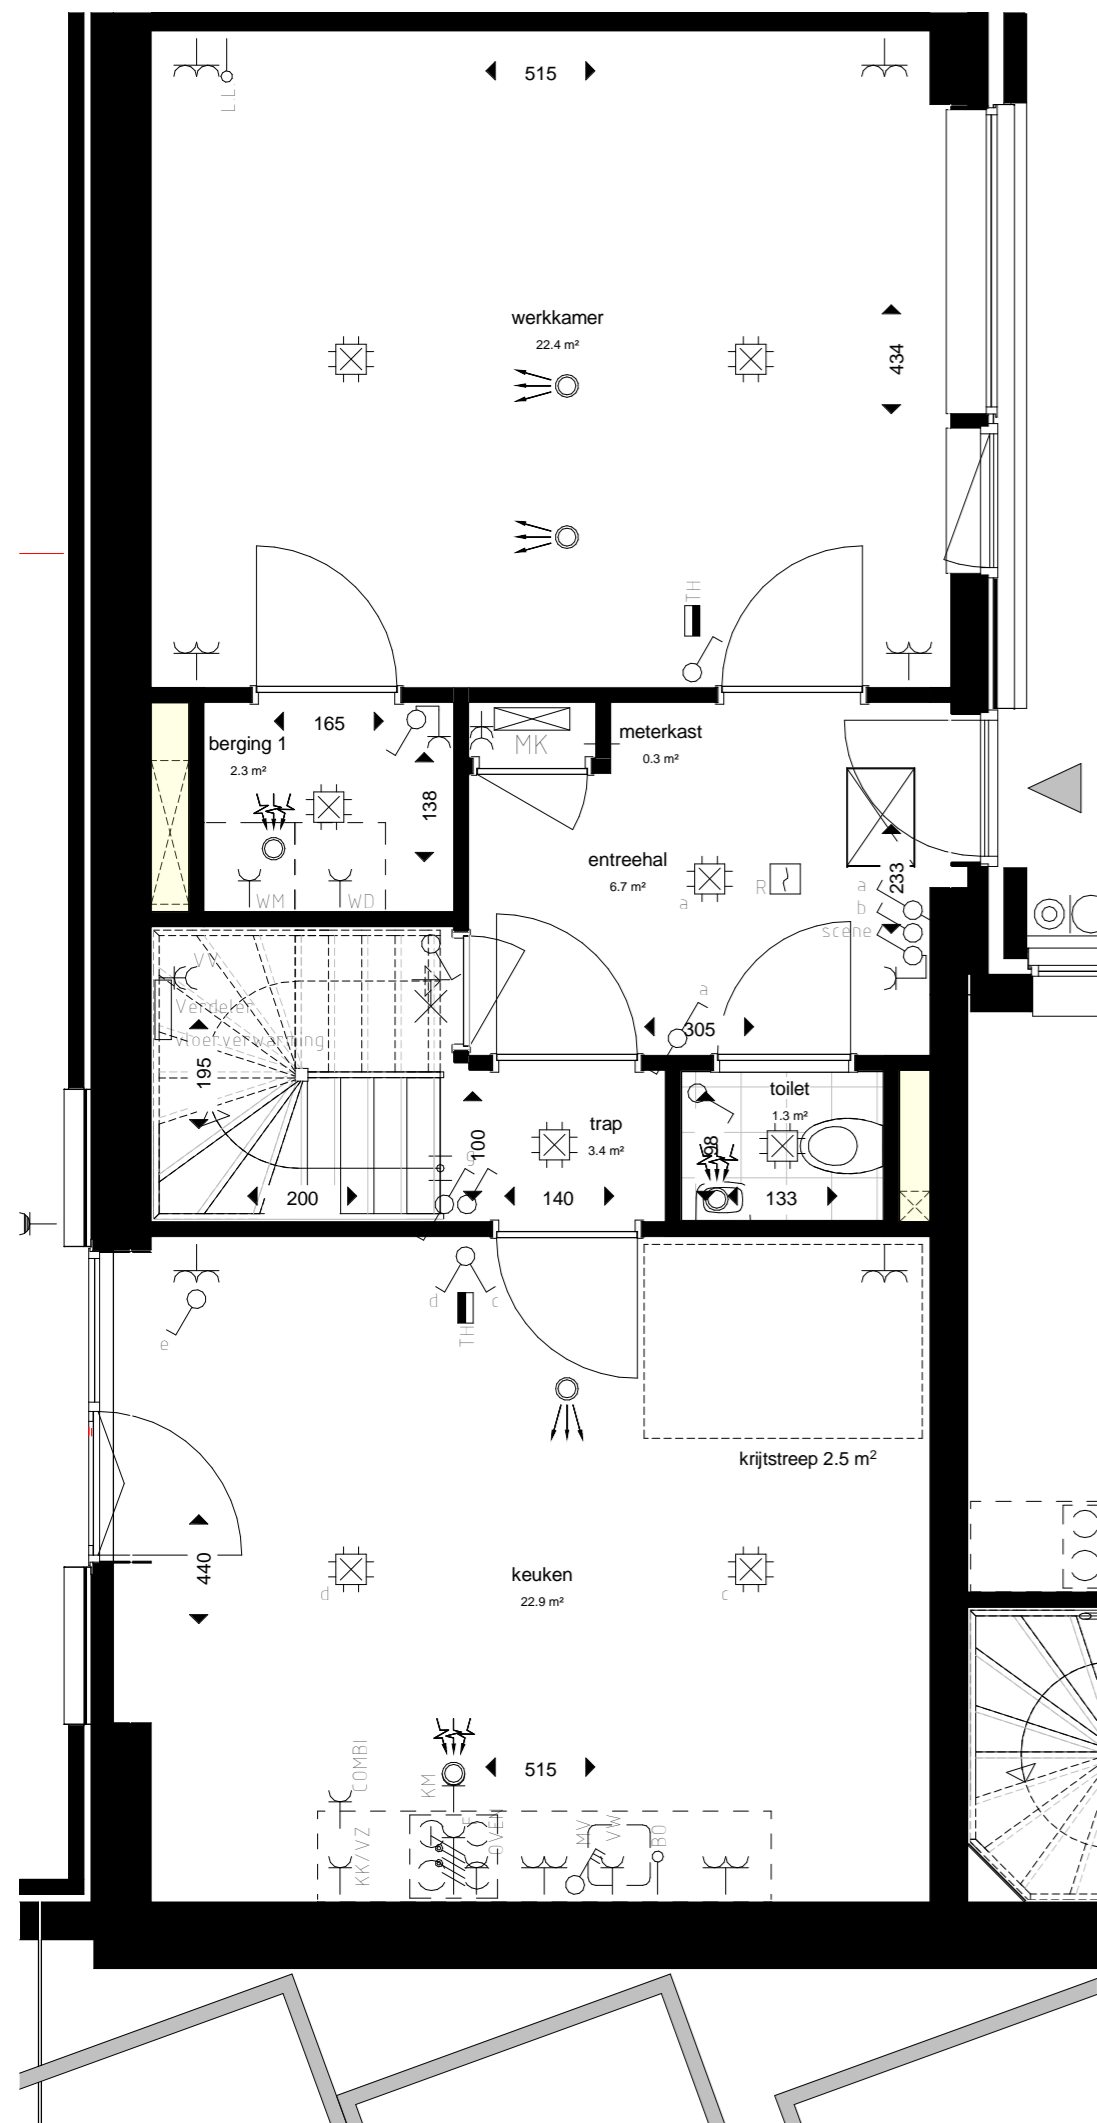 515
LL
werkkamer
22.4 m²
434
TH
165
berging 1
2.3 m²
138
WM
WD
MK
meterkast
0.3 m²
entreehal
6.7 m²
a
R
233
a
b
scene
VV
Verdeler
vloerverwarming
195
a
305
toilet
1.3 m²
98
133
trap
3.4 m²
100
140
200
g
d
c
TH
e
krijtstreep 2.5 m²
440
keuken
22.9 m²
d
c
515
COMBI
KM
KK/VZ
F
OVEN
MV
VW
BO